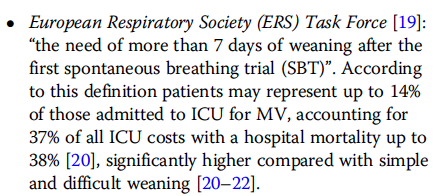 • European Respiratory Society (ERS) Task Force [19]:
“the need of more than 7 days of weaning after the
first spontaneous breathing trial (SBT)”. According
to this definition patients may represent up to 14%
of those admitted to ICU for MV, accounting for
37% of all ICU costs with a hospital mortality up to
38% [20], significantly higher compared with simple
and difficult weaning [20–22].